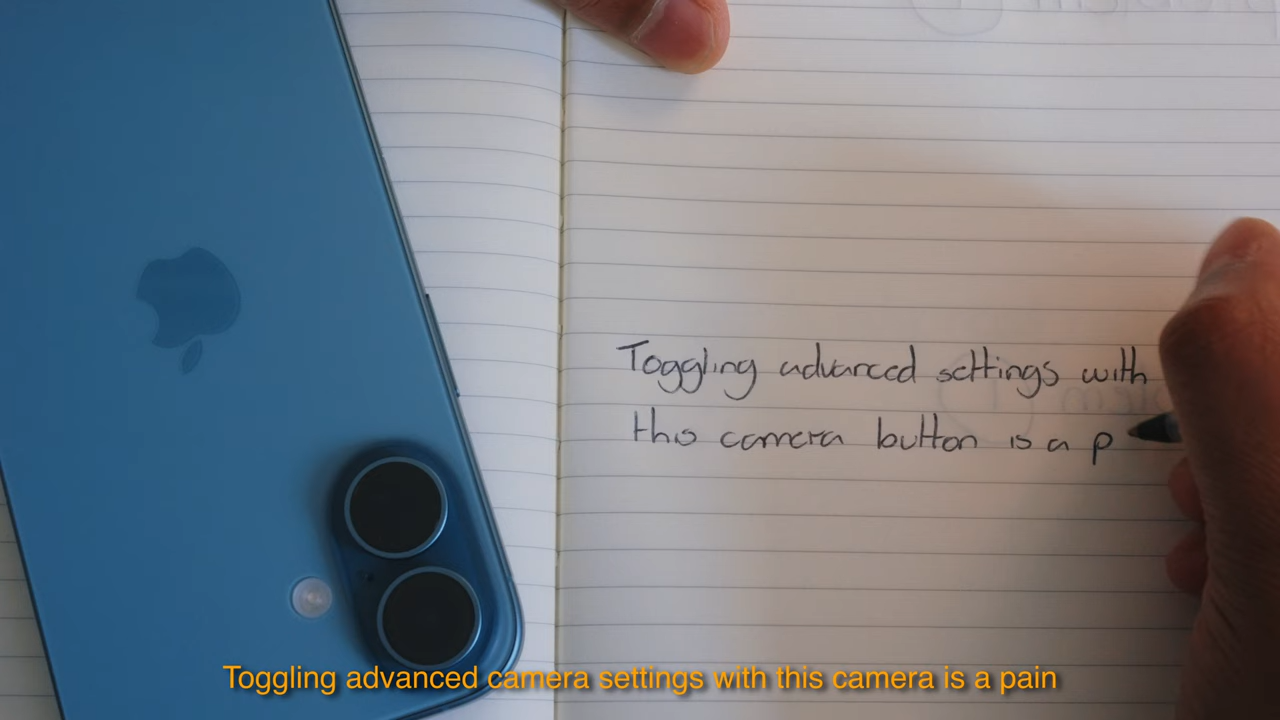 Toggling advanced settings with
this camera button is a p
Toggling advanced camera settings with this camera is a pain